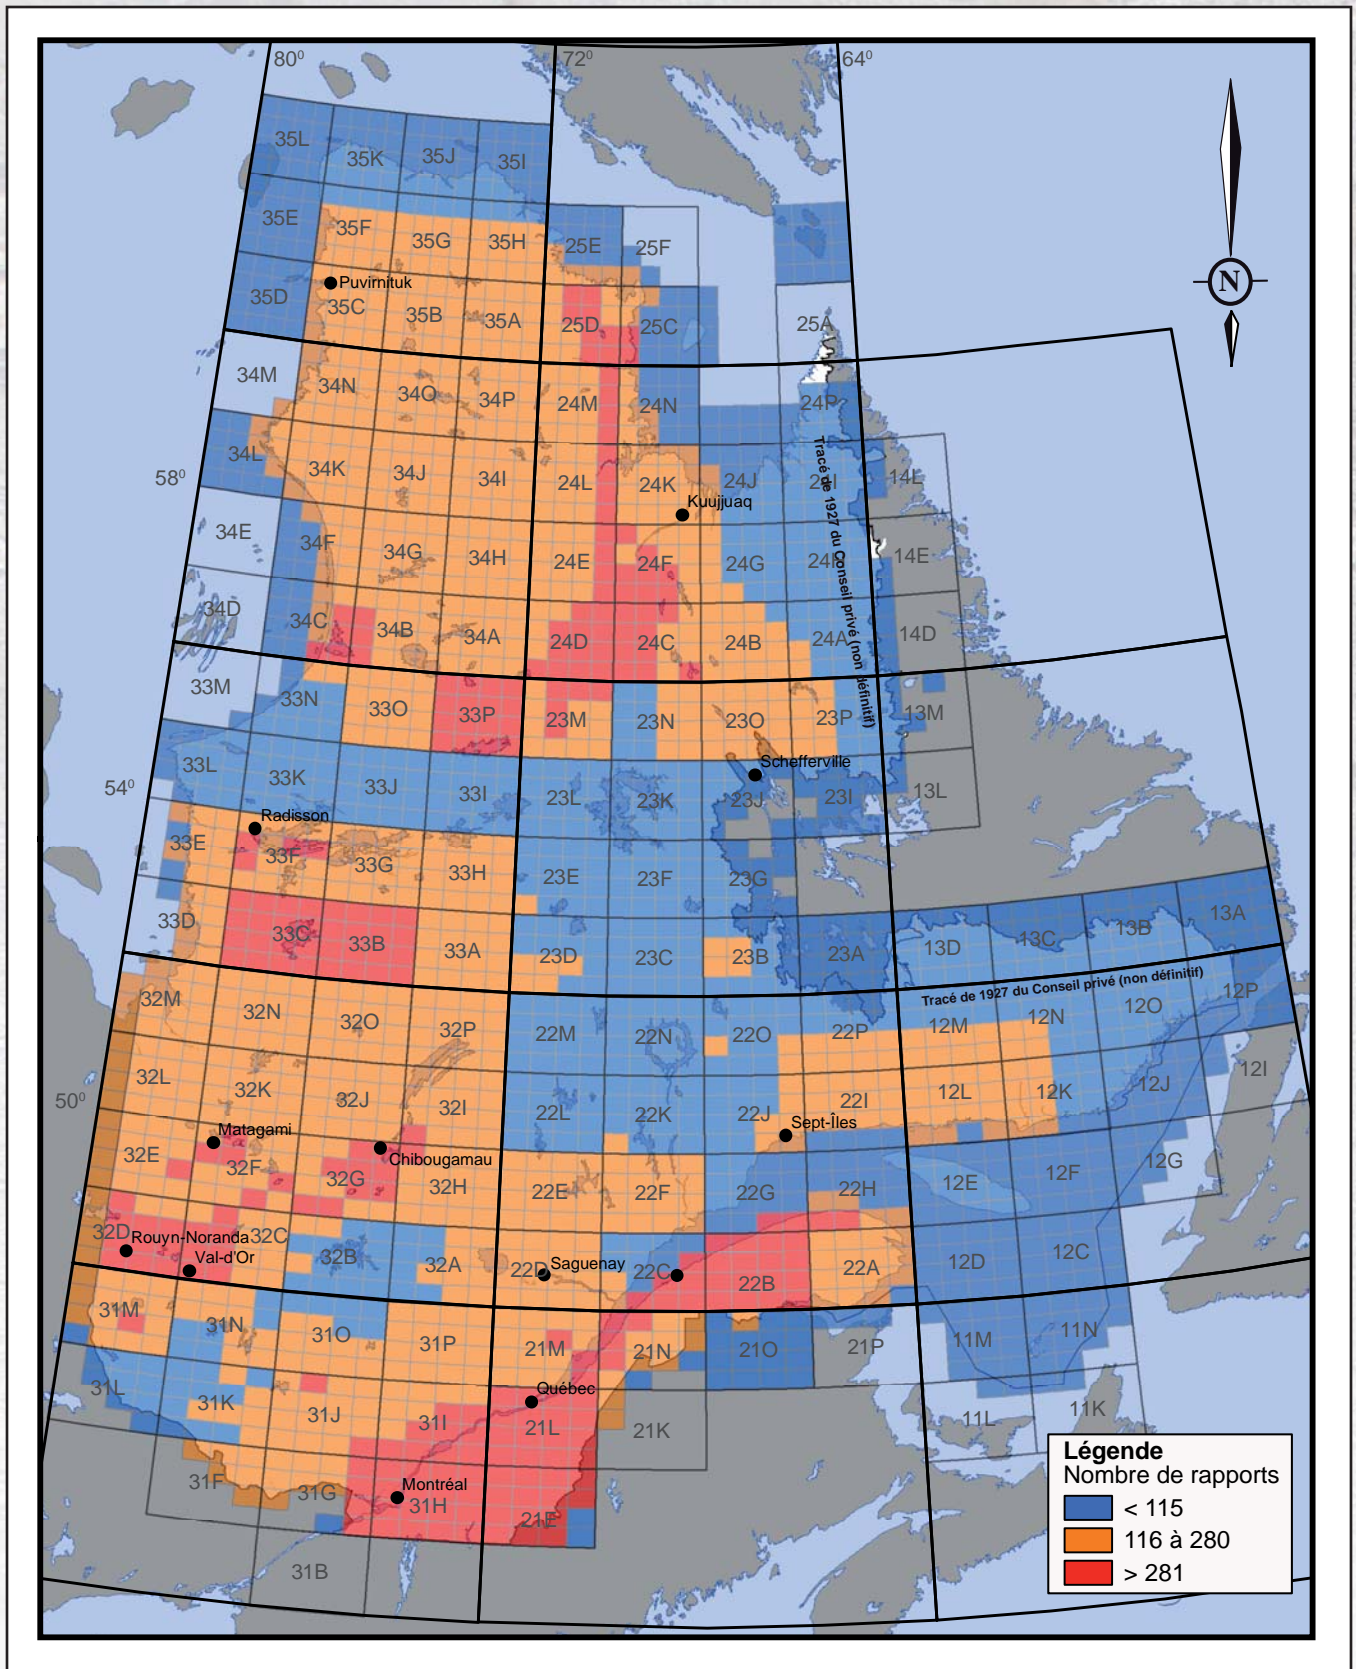 80⁰
72⁰
64⁰
N
35L
35K
35J
35I
35E
35F
35G
35H
25E
25F
Puvirnituk
35D
35C
35B
35A
25D
25C
25A
34M
34N
34O
34P
24M
24N
24P
34L
34K
34J
34I
24L
24K
24J
24I
14L
Kuujjuaq
58⁰
34E
34F
34G
34H
24E
24F
24G
24H
14E
34D
34C
34B
34A
24D
24C
24B
24A
14D
Tracé de 1927 du Conseil privé (non définitif)
33M
33N
33O
33P
23M
23N
23O
23P
13M
Schefferville
54⁰
33L
33K
33J
33I
23L
23K
23J
23I
13L
Radisson
33E
33F
33G
33H
23E
23F
23G
33D
33C
33B
33A
23D
23C
23B
23A
13D
13C
13B
13A
Tracé de 1927 du Conseil privé (non définitif)
32M
32N
32O
32P
22M
22N
22O
22P
12M
12N
12O
12P
50⁰
32L
32K
32J
32I
22L
22K
22J
22I
12L
12K
12J
12I
Sept-Îles
Matagami
Chibougamau
32E
32F
32G
32H
22E
22F
22G
22H
12E
12F
12G
32D
Rouyn-Noranda
32C
Val-d'Or
32B
32A
22D
Saguenay
22C
22B
22A
12D
12C
31M
31N
31O
31P
21M
21N
21O
21P
11M
11N
31L
31K
31J
31I
Québec
21L
21K
11L
11K
31F
31G
Montréal
31H
21E
31B
Légende
Nombre de rapports
< 115
116 à 280
> 281